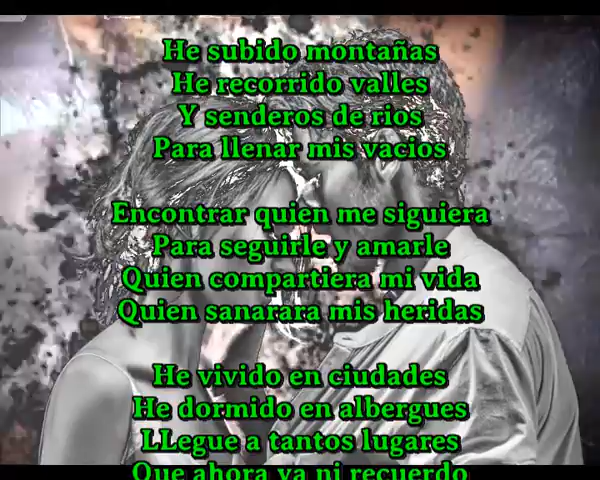 He subido montañas
He recorrido valles
Y senderos de rios
Para llenar mis vacios
Encontrar quien me siguiera
Para seguirle y amarle
Quien compartiera mi vida
Quien sanarara mis heridas
He vivido en ciudades
He dormido en albergues
LLegue a tantos lugares
Que ahora ya ni recuerdo